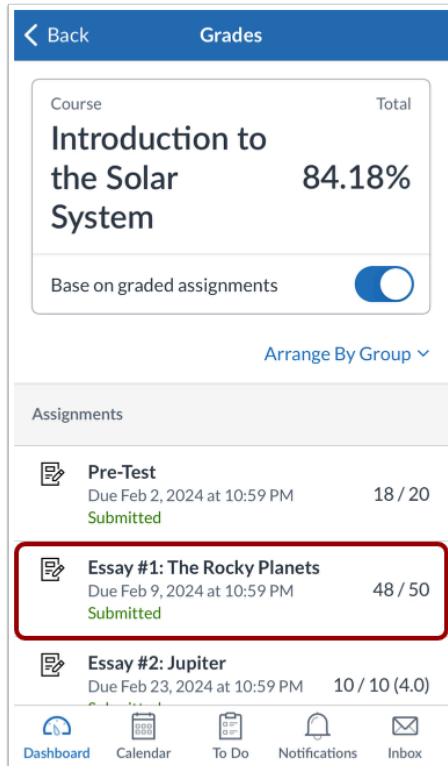 Back
Grades
Course
Total
Introduction to
the Solar
System
84.18%
Base on graded assignments
Arrange By Group
Assignments
Pre-Test
Due Feb 2, 2024 at 10:59 PM
18 / 20
Submitted
Essay #1: The Rocky Planets
Due Feb 9, 2024 at 10:59 PM
48 / 50
Submitted
Essay #2: Jupiter
Due Feb 23, 2024 at 10:59 PM
10 / 10 (4.0)
Dashboard
Calendar
To Do
Notifications
Inbox